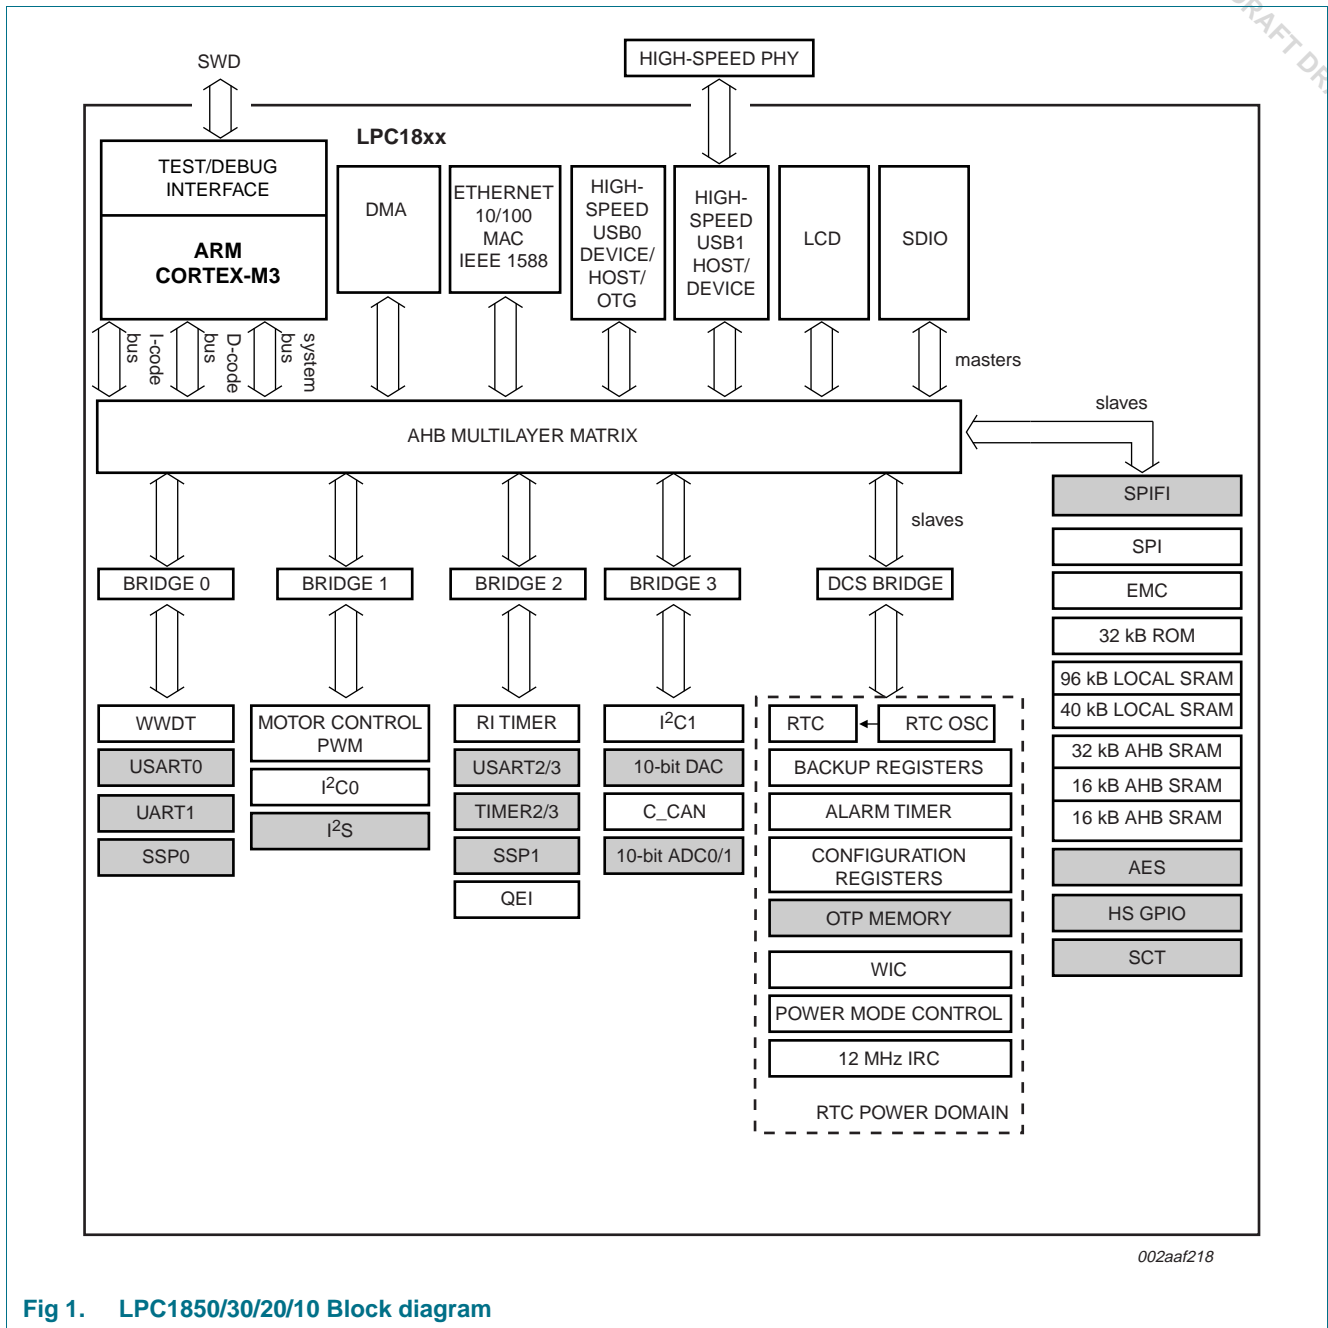 DRAFT DR
SWD
HIGH-SPEED PHY
LPC18xx
TEST/DEBUG
INTERFACE
ARM
CORTEX-M3
DMA
ETHERNET
10/100
MAC
IEEE 1588
HIGH-
SPEED
USB0
DEVICE/
HOST/
OTG
HIGH-
SPEED
USB1
HOST/
DEVICE
LCD
SDIO
I-code
bus
D-code
bus
system
bus
masters
slaves
AHB MULTILAYER MATRIX
slaves
BRIDGE 0
BRIDGE 1
BRIDGE 2
BRIDGE 3
DCS BRIDGE
WWDT
USART0
UART1
SSP0
MOTOR CONTROL
PWM
I2C0
I2S
RI TIMER
USART2/3
TIMER2/3
SSP1
QEI
I2C1
10-bit DAC
C_CAN
10-bit ADC0/1
RTC
RTC OSC
BACKUP REGISTERS
ALARM TIMER
CONFIGURATION
REGISTERS
OTP MEMORY
WIC
POWER MODE CONTROL
12 MHz IRC
RTC POWER DOMAIN
SPIFI
SPI
EMC
32 kB ROM
96 kB LOCAL SRAM
40 kB LOCAL SRAM
32 kB AHB SRAM
16 kB AHB SRAM
16 kB AHB SRAM
AES
HS GPIO
SCT
002aaf218
Fig 1. LPC1850/30/20/10 Block diagram